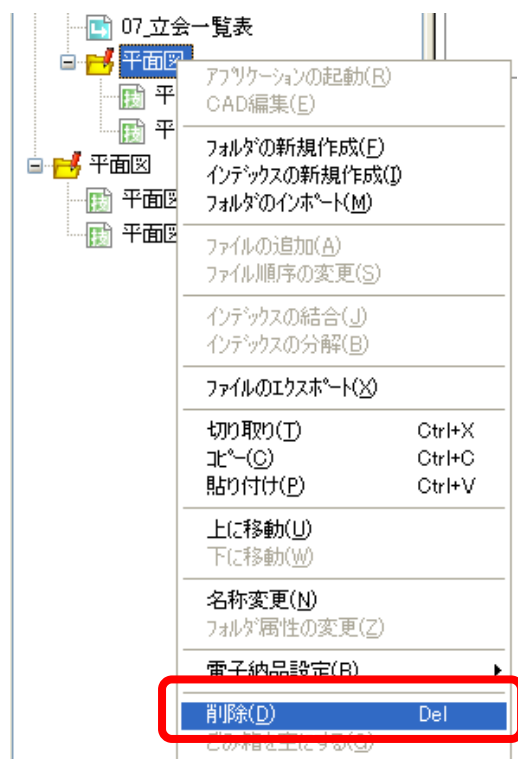 07_立会一覧表
平面図
平
平
平面図
平面図
平面図
アプリケーションの起動(R)
CAD編集(E)
フォルダの新規作成(F)
インデックスの新規作成(I)
フォルダのインポート(M)
ファイルの追加(A)
ファイル順序の変更(S)
インデックスの結合(J)
インデックスの分解(B)
ファイルのエクスポート(X)
切り取り(T) Ctrl+X
コピー(C) Ctrl+C
貼り付け(P) Ctrl+V
上に移動(U)
下に移動(W)
名称変更(N)
フォルダ属性の変更(Z)
電子納品設定(R)
削除(D) Del
ごみ箱を空にする(G)